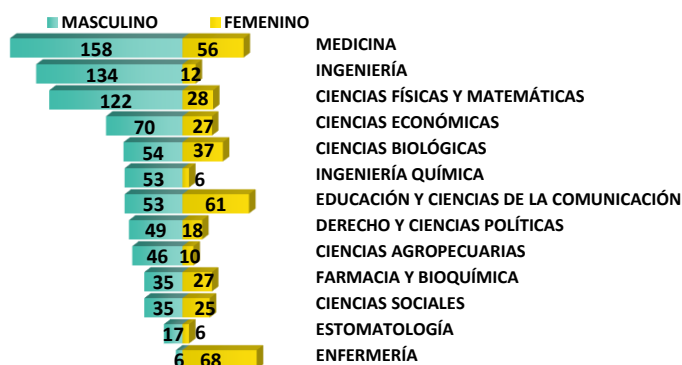 MASCULINO FEMENINO
158 56 MEDICINA
134 12 INGENIERÍA
122 28 CIENCIAS FÍSICAS Y MATEMÁTICAS
70 27 CIENCIAS ECONÓMICAS
54 37 CIENCIAS BIOLÓGICAS
53 6 INGENIERÍA QUÍMICA
53 61 EDUCACIÓN Y CIENCIAS DE LA COMUNICACIÓN
49 18 DERECHO Y CIENCIAS POLÍTICAS
46 10 CIENCIAS AGROPECUARIAS
35 27 FARMACIA Y BIOQUÍMICA
35 25 CIENCIAS SOCIALES
17 6 ESTOMATOLOGÍA
6 68 ENFERMERÍA